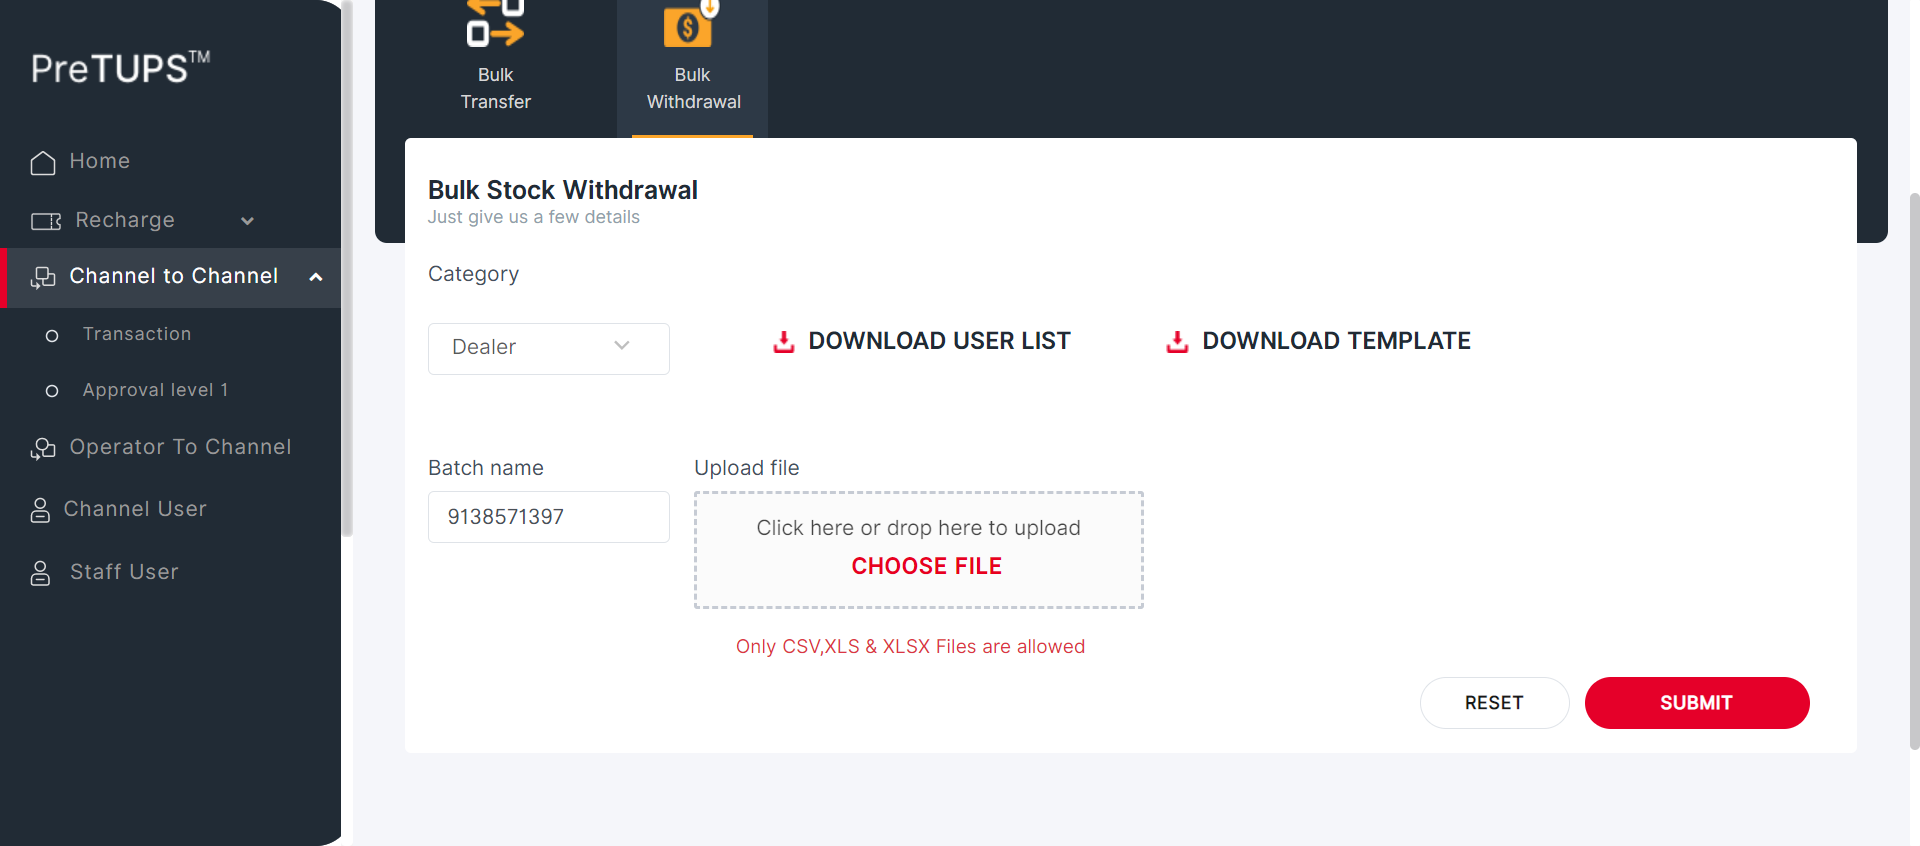 PreTUPS™
Home
Recharge
Channel to Channel
Transaction
Approval level 1
Operator To Channel
Channel User
Staff User
Bulk
Transfer
Bulk
Withdrawal
Bulk Stock Withdrawal
Just give us a few details
Category
Dealer
DOWNLOAD USER LIST
DOWNLOAD TEMPLATE
Batch name
9138571397
Upload file
Click here or drop here to upload
CHOOSE FILE
Only CSV,XLS & XLSX Files are allowed
RESET
SUBMIT